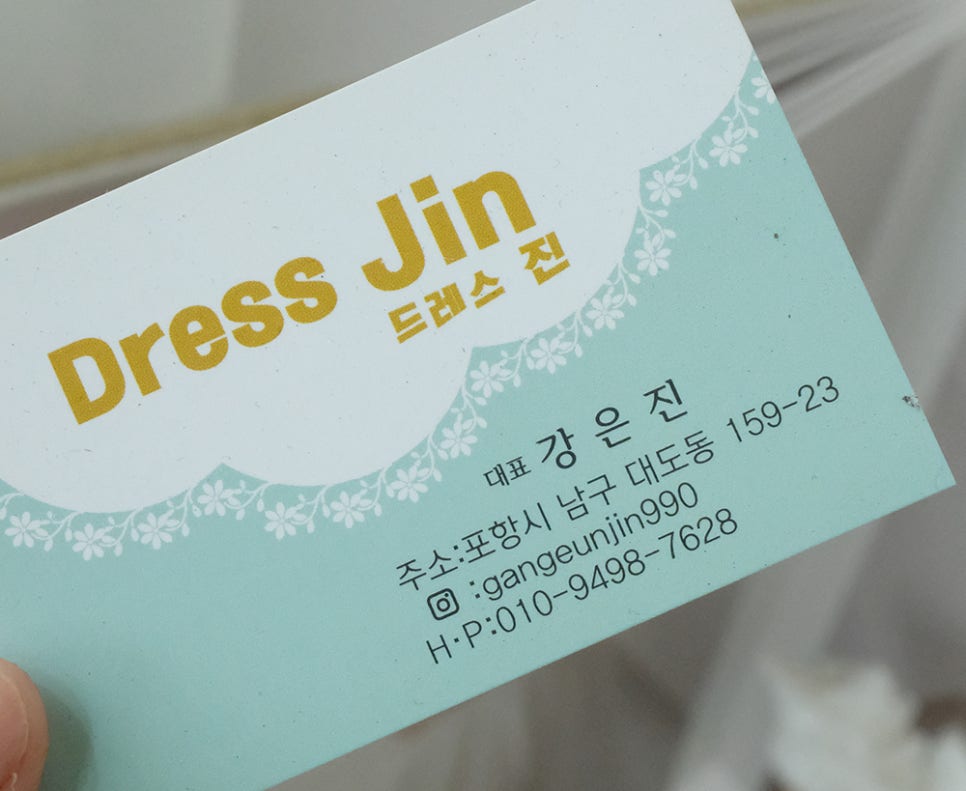 Dress Jin
드레스 진
대표 강은진
주소:포항시 남구 대도동 159-23
:gangeunjin990
H·P:010-9498-7628